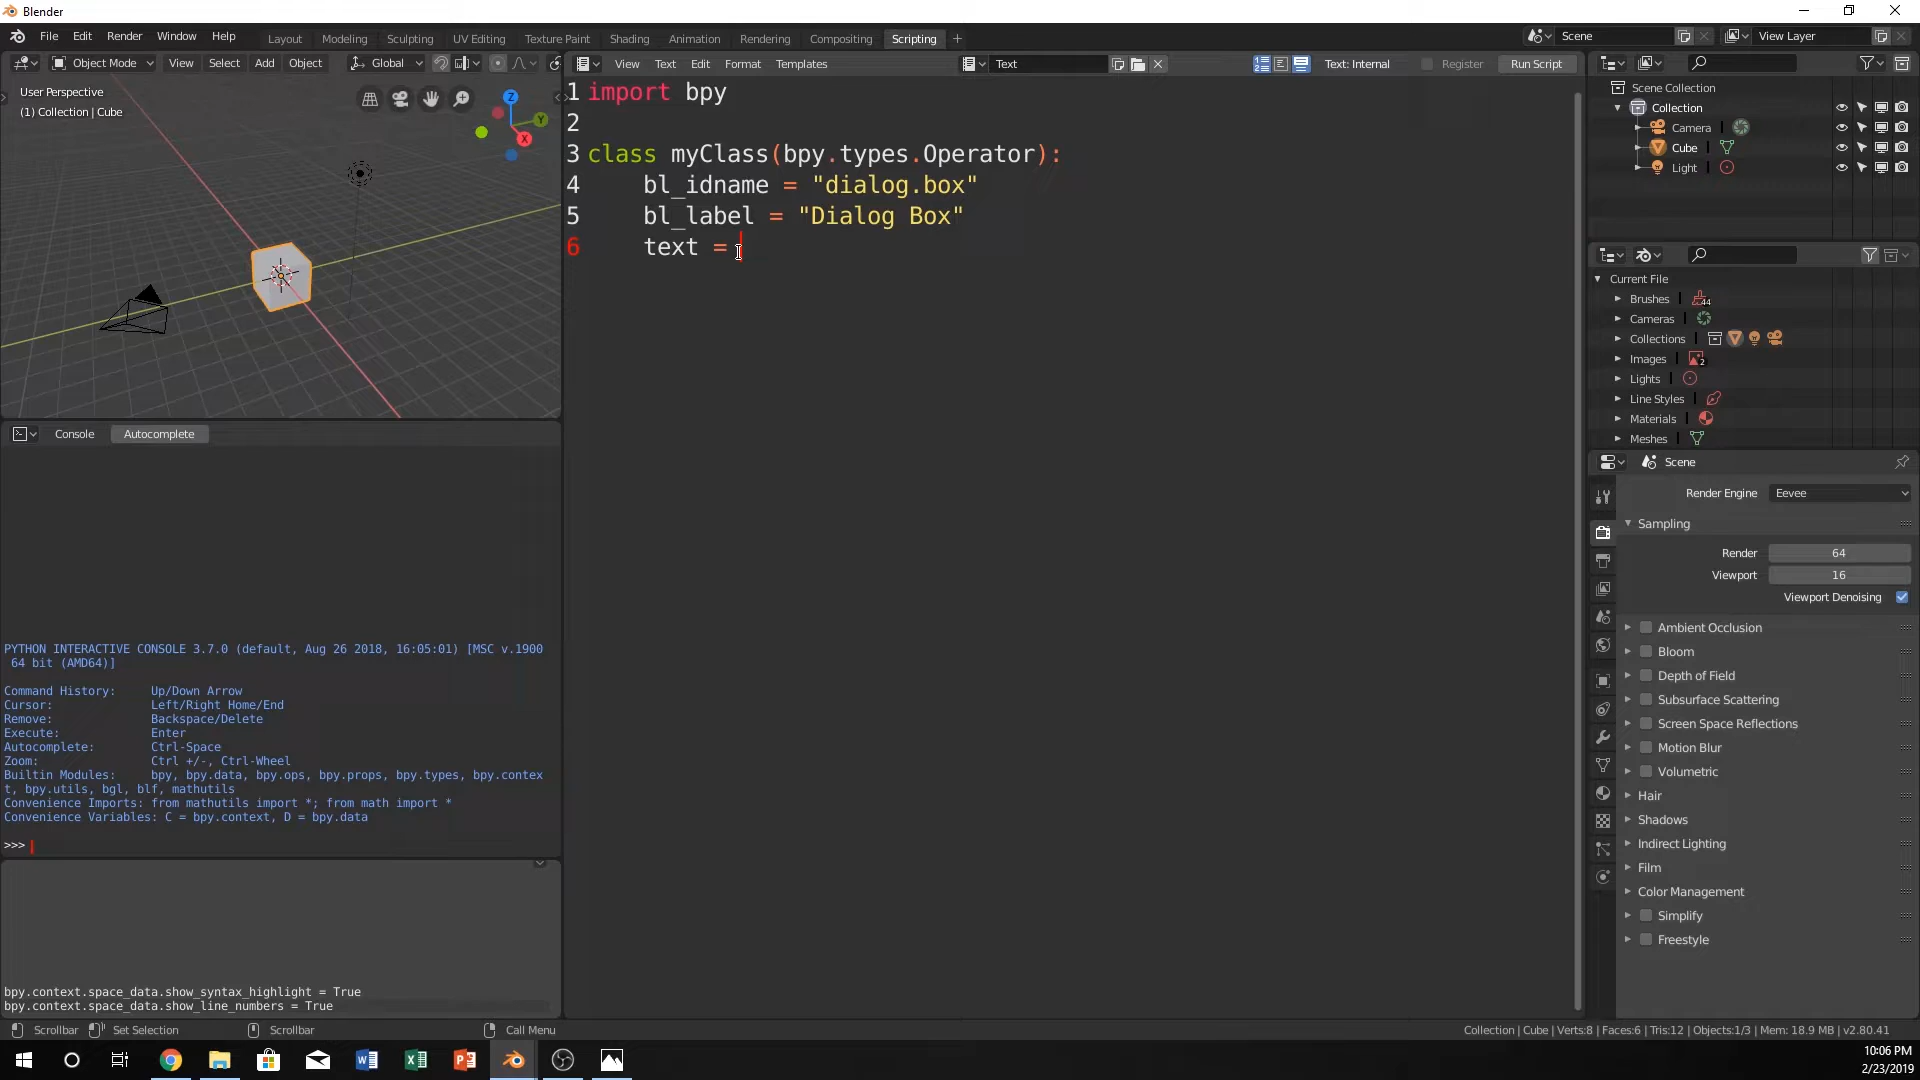 Blender
File Edit Render Window Help Layout Modeling Sculpting UV Editing Texture Paint Shading Animation Rendering Compositing Scripting + Scene View Layer
Object Mode View Select Add Object Global
View Text Edit Format Templates Text Text: Internal Register Run Script
User Perspective
(1) Collection | Cube
Z
Y
X
1 import bpy
2
3 class myClass(bpy.types.Operator):
4 bl_idname = "dialog.box"
5 bl_label = "Dialog Box"
6 text =
Scene Collection
Collection
Camera
Cube
Light
Current File
Brushes 44
Cameras
Collections
Images 2
Lights
Line Styles
Materials
Meshes
Console Autocomplete
PYTHON INTERACTIVE CONSOLE 3.7.0 (default, Aug 26 2018, 16:05:01) [MSC v.1900
64 bit (AMD64)]
Command History: Up/Down Arrow
Cursor: Left/Right Home/End
Remove: Backspace/Delete
Execute: Enter
Autocomplete: Ctrl-Space
Zoom: Ctrl +/-, Ctrl-Wheel
Builtin Modules: bpy, bpy.data, bpy.ops, bpy.props, bpy.types, bpy.contex
t, bpy.utils, bgl, blf, mathutils
Convenience Imports: from mathutils import *; from math import *
Convenience Variables: C = bpy.context, D = bpy.data
>>>
bpy.context.space_data.show_syntax_highlight = True
bpy.context.space_data.show_line_numbers = True
Scene
Render Engine Eevee
Sampling
Render 64
Viewport 16
Viewport Denoising
Ambient Occlusion
Bloom
Depth of Field
Subsurface Scattering
Screen Space Reflections
Motion Blur
Volumetric
Hair
Shadows
Indirect Lighting
Film
Color Management
Simplify
Freestyle
Scrollbar Set Selection Scrollbar Call Menu
Collection | Cube | Verts:8 | Faces:6 | Tris:12 | Objects:1/3 | Mem: 18.9 MB | v2.80.41
10:06 PM
2/23/2019